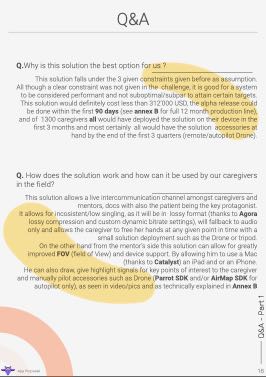 Q&A
Q.Why is this solution the best option for us ?
This solution falls under the 3 given constraints given before as assumption.
All though a clear constraint was not given in the challenge, it is good for a system
to be considered performant and not suboptimal/subpar to attain certain targets.
This solution would definitely cost less than 312'000 USD, the alpha release could
be done within the first 90 days (see annex B for full 12 month production line),
and of 1300 caregivers all would have deployed the solution on the device in the
first 3 months and most certainly all would have the solution accessories at
hand by the end of the first 3 quarters (remote/autopilot Drone).
Q. How does the solution work and how can it be used by our caregivers
in the field?
This solution allows a live intercommunication channel amongst caregivers and
mentors, docs with also the patient being the key protagonist.
It allows for incosistent/low singaling, as it will be in lossy format (thanks to Agora
lossy compression and custom dynamic bitrate settings), will fallback to audio
only and allows the caregiver to free her hands at any given point in time with a
small solution deployment such as the Drone or tripod.
On the other hand from the mentor's side this solution can allow for greatly
improved FOV (field of View) and device support. By allowing him to use a Mac
(thanks to Catalyst) an iPad and or an iPhone.
He can also draw, give highlight signals for key points of interest to the caregiver
and manually pilot accessories such as Drone (Parrot SDK and/or AirMap SDK for
autopilot only), as seen in video/pics and as technically explained in Annex B
Q&A - Part 1
16